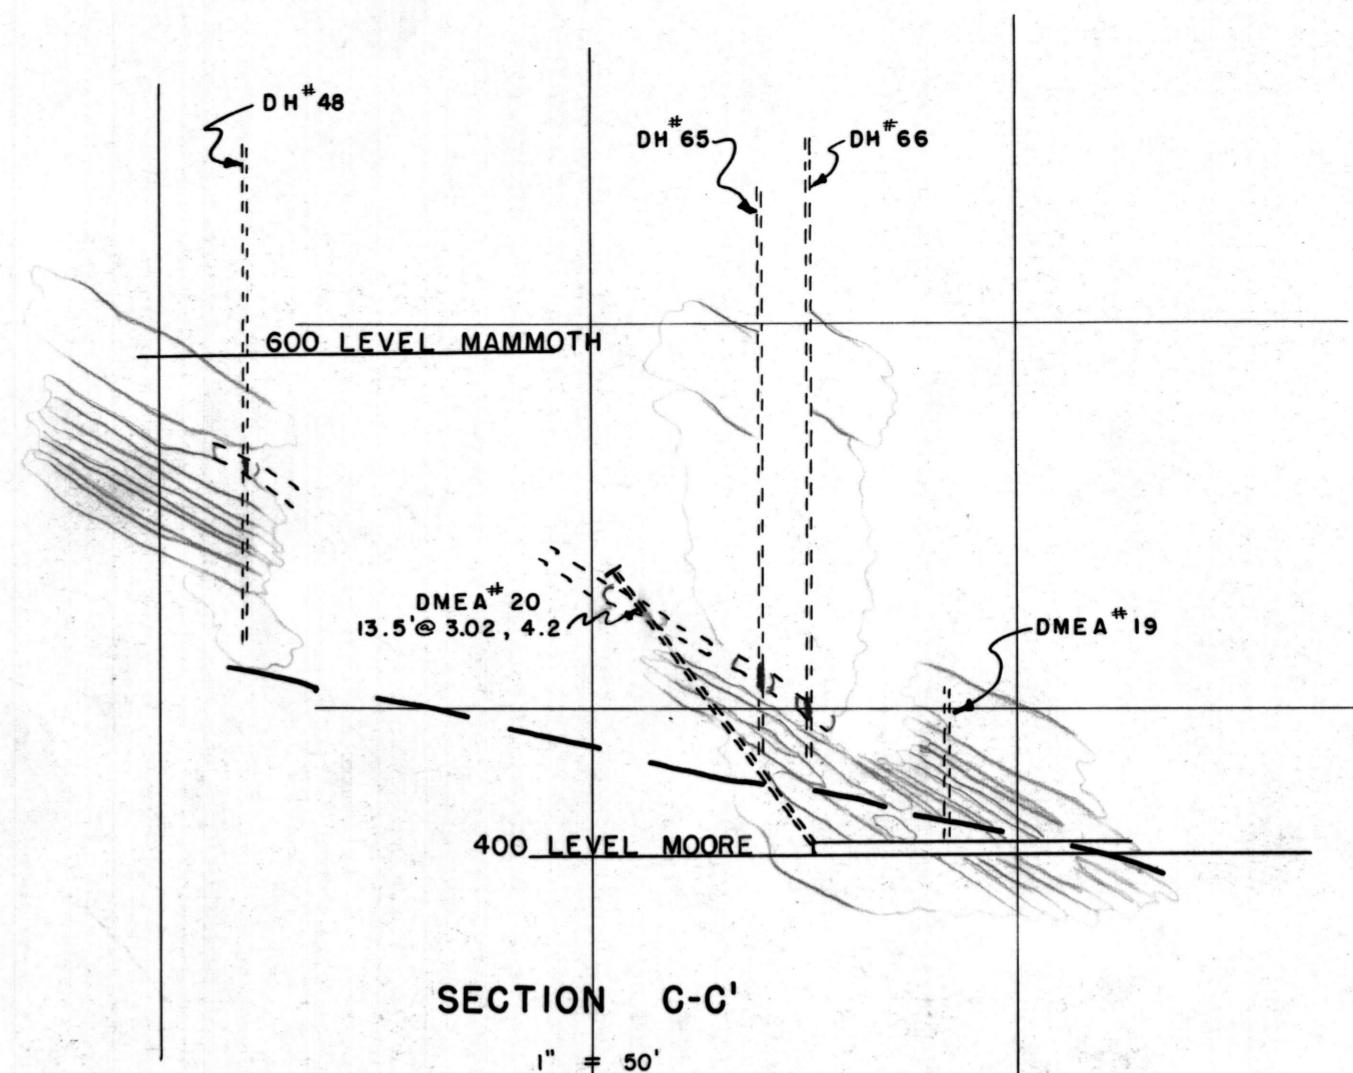 DH#48
DH#65
DH#66
600 LEVEL MAMMOTH
DMEA#20
13.5'@ 3.02, 4.2
DMEA#19
400 LEVEL MOORE
SECTION C-C'
1" = 50'